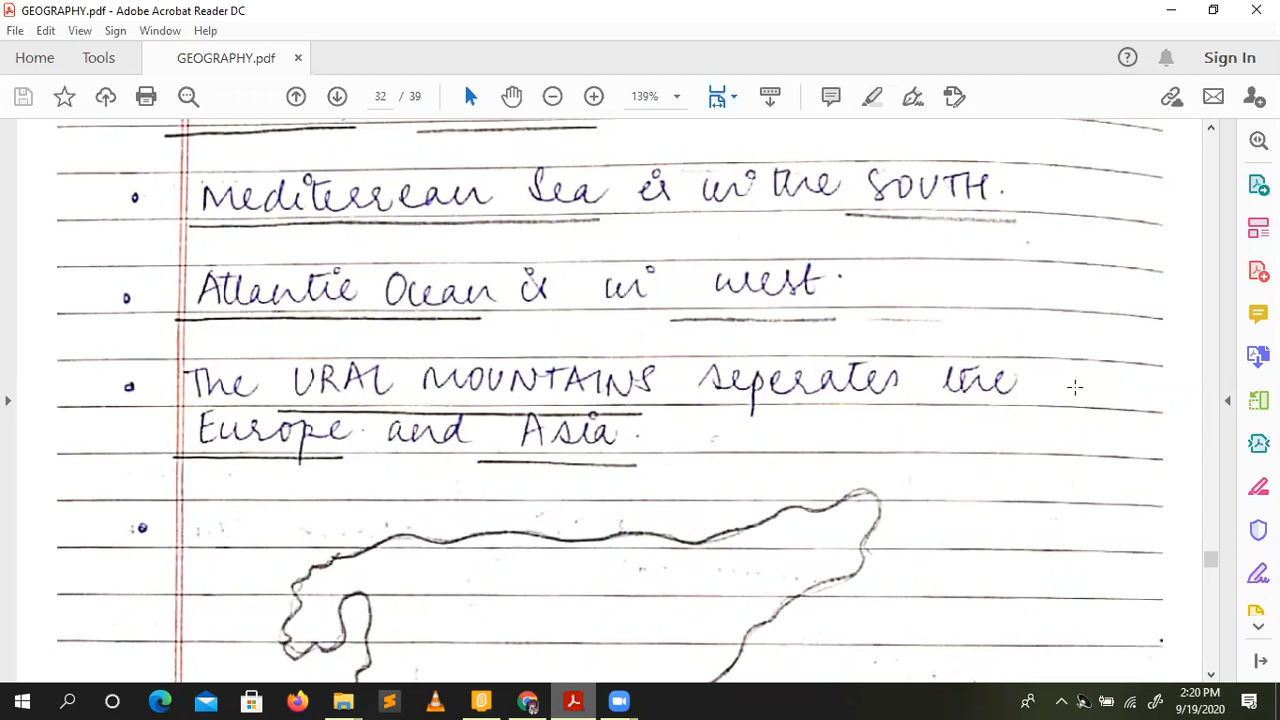 GEOGRAPHY.pdf - Adobe Acrobat Reader DC
File Edit View Sign Window Help
Home Tools GEOGRAPHY.pdf × Sign In
32 / 39 139%
Mediterrean Sea is in the SOUTH.
Atlantic Ocean is in west.
The URAL MOUNTAINS seperates the
Europe and Asia.
2:20 PM
9/19/2020